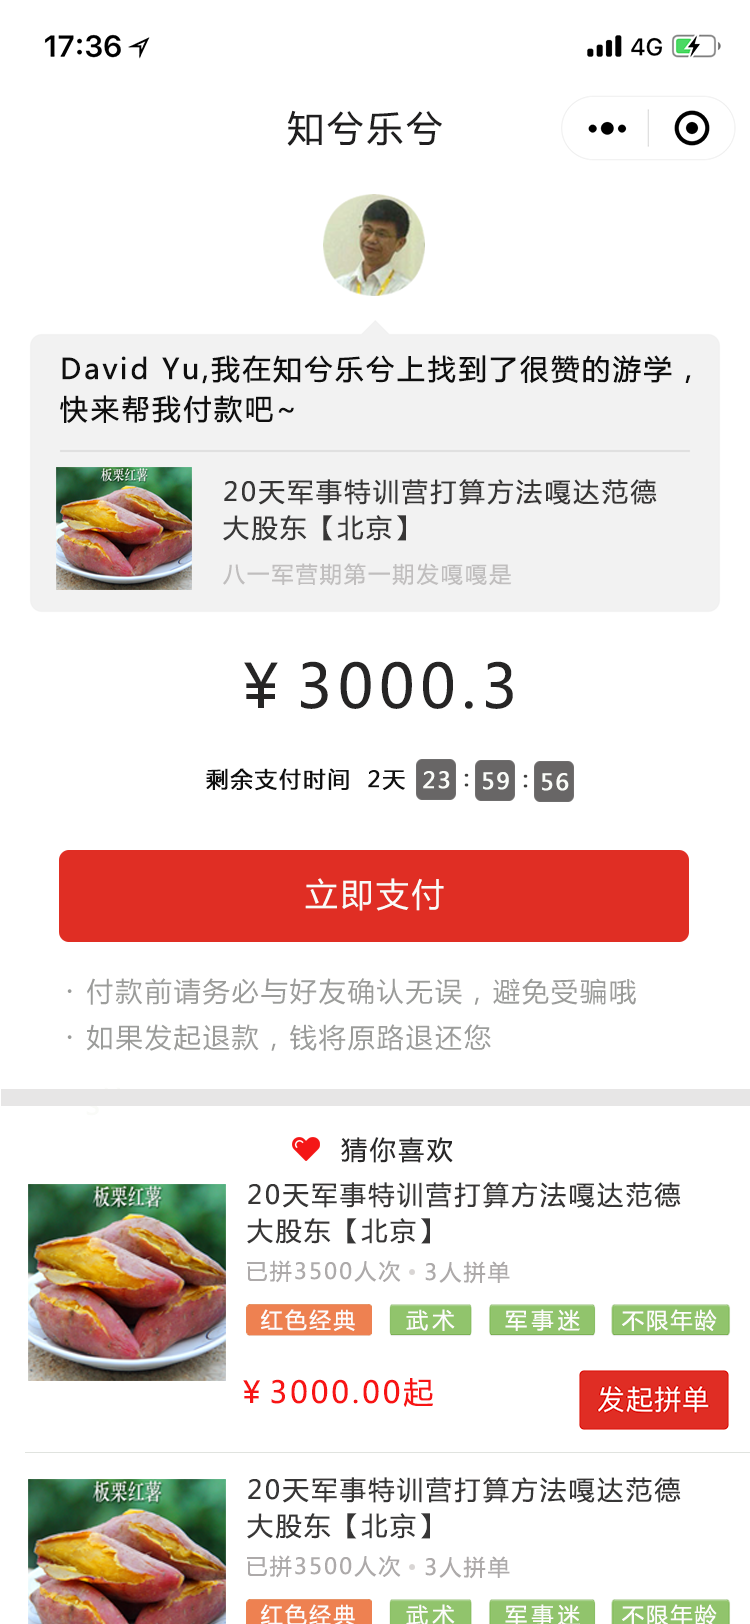 17:36
4G
知兮乐兮
David Yu,我在知兮乐兮上找到了很赞的游学，
快来帮我付款吧~
板栗红薯
20天军事特训营打算方法嘎达范德
大股东【北京】
八一军营期第一期发嘎嘎是
¥ 3000.3
剩余支付时间 2天 23 : 59 : 56
立即支付
· 付款前请务必与好友确认无误，避免受骗哦
· 如果发起退款，钱将原路退还您
猜你喜欢
板栗红薯
20天军事特训营打算方法嘎达范德
大股东【北京】
已拼3500人次 • 3人拼单
红色经典 武术 军事迷 不限年龄
¥ 3000.00起
发起拼单
板栗红薯
20天军事特训营打算方法嘎达范德
大股东【北京】
已拼3500人次 • 3人拼单
红色经典 武术 军事迷 不限年龄